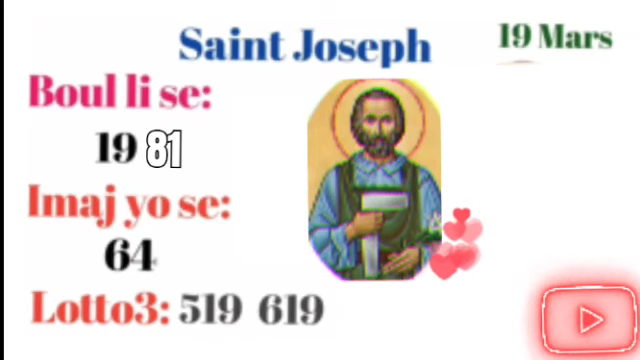 Saint Joseph
19 Mars
Boul li se:
19 81
Imaj yo se:
64
Lotto3: 519 619